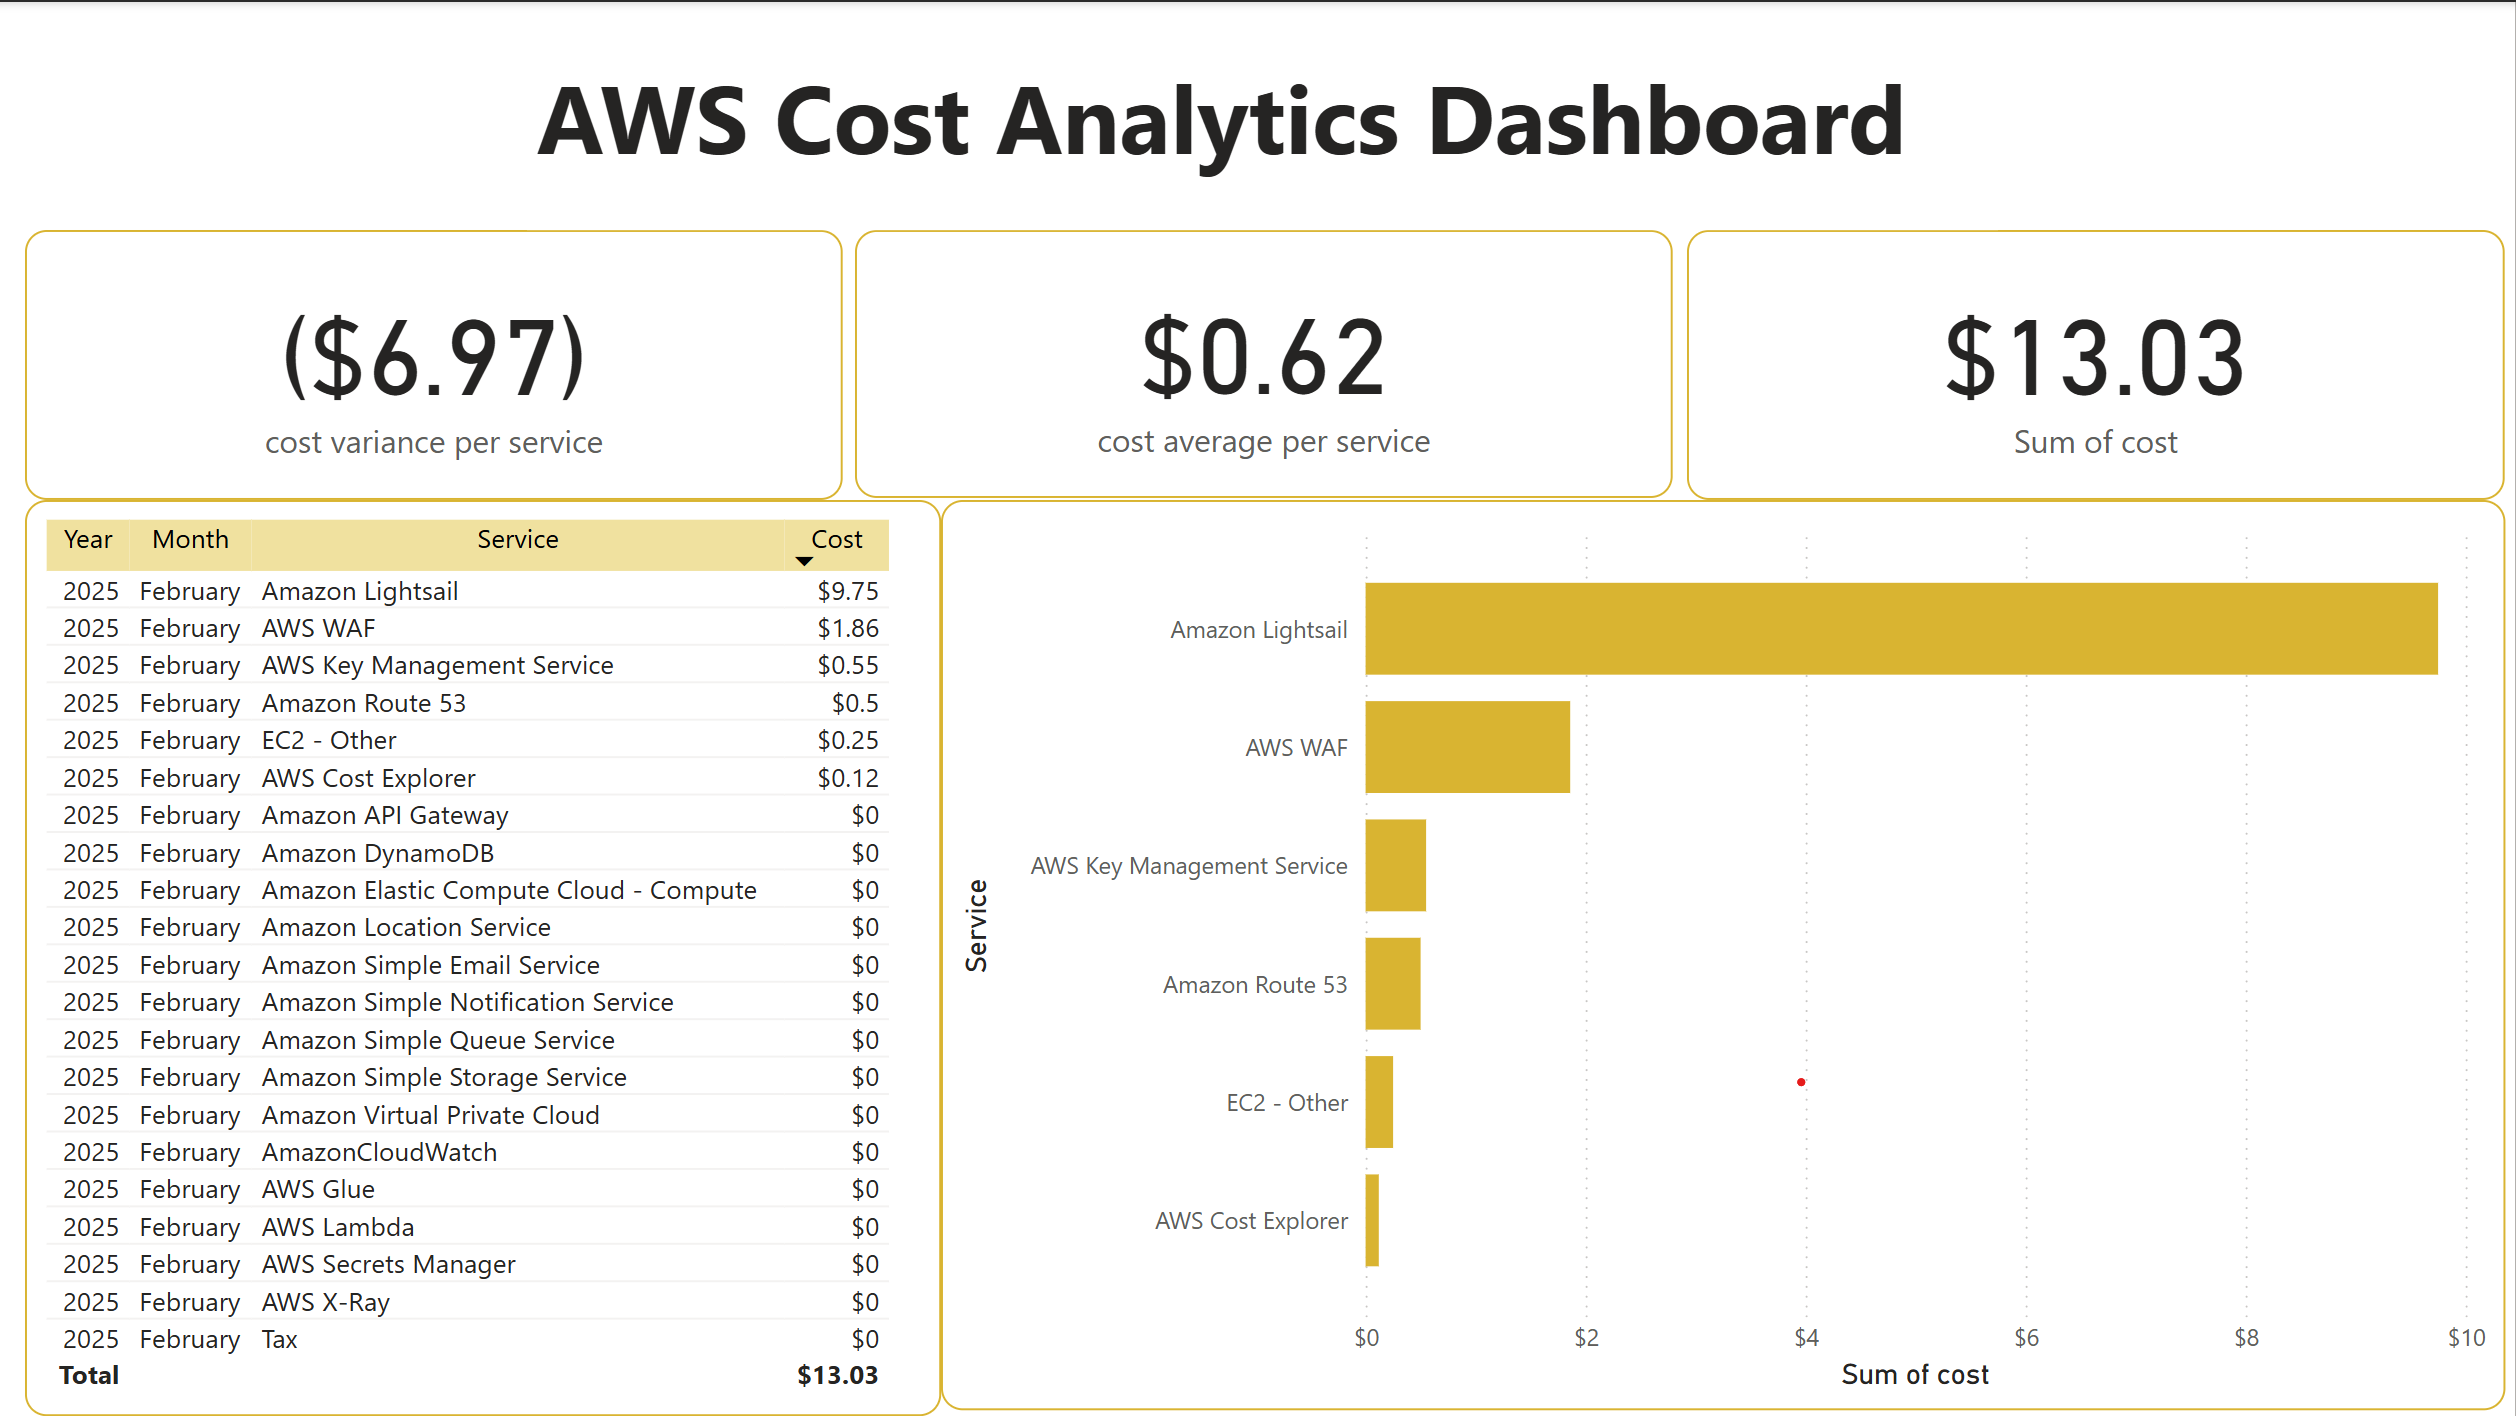 AWS Cost Analytics Dashboard
($6.97)
cost variance per service
$0.62
cost average per service
$13.03
Sum of cost
Year Month Service Cost
2025 February Amazon Lightsail $9.75
2025 February AWS WAF $1.86
2025 February AWS Key Management Service $0.55
2025 February Amazon Route 53 $0.5
2025 February EC2 - Other $0.25
2025 February AWS Cost Explorer $0.12
2025 February Amazon API Gateway $0
2025 February Amazon DynamoDB $0
2025 February Amazon Elastic Compute Cloud - Compute $0
2025 February Amazon Location Service $0
2025 February Amazon Simple Email Service $0
2025 February Amazon Simple Notification Service $0
2025 February Amazon Simple Queue Service $0
2025 February Amazon Simple Storage Service $0
2025 February Amazon Virtual Private Cloud $0
2025 February AmazonCloudWatch $0
2025 February AWS Glue $0
2025 February AWS Lambda $0
2025 February AWS Secrets Manager $0
2025 February AWS X-Ray $0
2025 February Tax $0
Total $13.03
Service
Amazon Lightsail
AWS WAF
AWS Key Management Service
Amazon Route 53
EC2 - Other
AWS Cost Explorer
$0 $2 $4 $6 $8 $10
Sum of cost